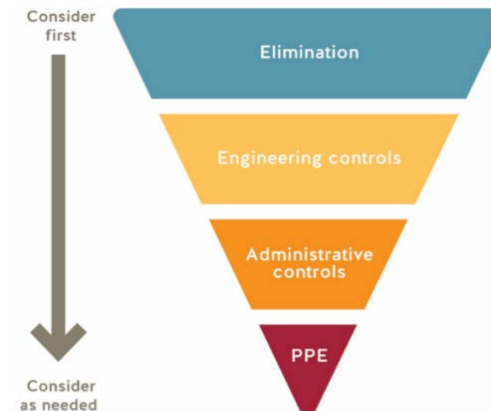 Consider
first
Elimination
Engineering controls
Administrative
controls
PPE
Consider
as needed